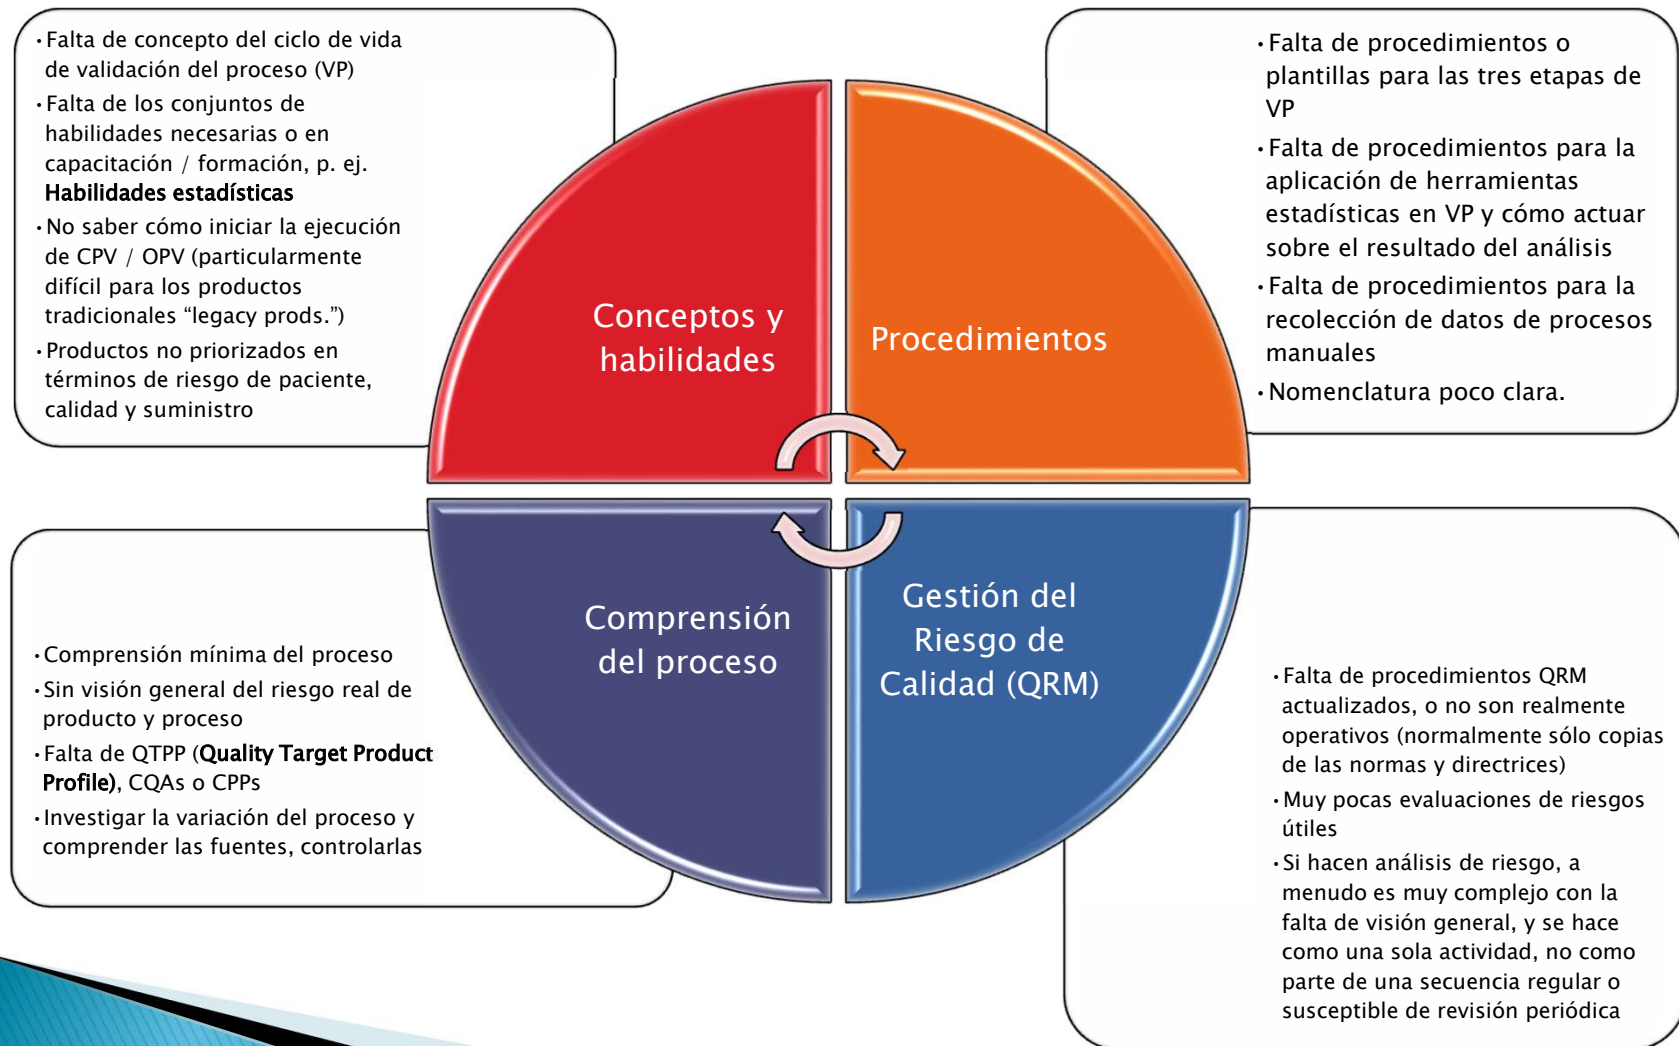 ·Falta de concepto del ciclo de vida
de validación del proceso (VP)
·Falta de los conjuntos de
habilidades necesarias o en
capacitación / formación, p. ej.
Habilidades estadísticas
·No saber cómo iniciar la ejecución
de CPV / OPV (particularmente
difícil para los productos
tradicionales “legacy prods.”)
·Productos no priorizados en
términos de riesgo de paciente,
calidad y suministro
Conceptos y
habilidades
Procedimientos
·Falta de procedimientos o
plantillas para las tres etapas de
VP
·Falta de procedimientos para la
aplicación de herramientas
estadísticas en VP y cómo actuar
sobre el resultado del análisis
·Falta de procedimientos para la
recolección de datos de procesos
manuales
·Nomenclatura poco clara.
·Comprensión mínima del proceso
·Sin visión general del riesgo real de
producto y proceso
·Falta de QTPP (Quality Target Product
Profile), CQAs o CPPs
·Investigar la variación del proceso y
comprender las fuentes, controlarlas
Comprensión
del proceso
Gestión del
Riesgo de
Calidad (QRM)
·Falta de procedimientos QRM
actualizados, o no son realmente
operativos (normalmente sólo copias
de las normas y directrices)
·Muy pocas evaluaciones de riesgos
útiles
·Si hacen análisis de riesgo, a
menudo es muy complejo con la
falta de visión general, y se hace
como una sola actividad, no como
parte de una secuencia regular o
susceptible de revisión periódica